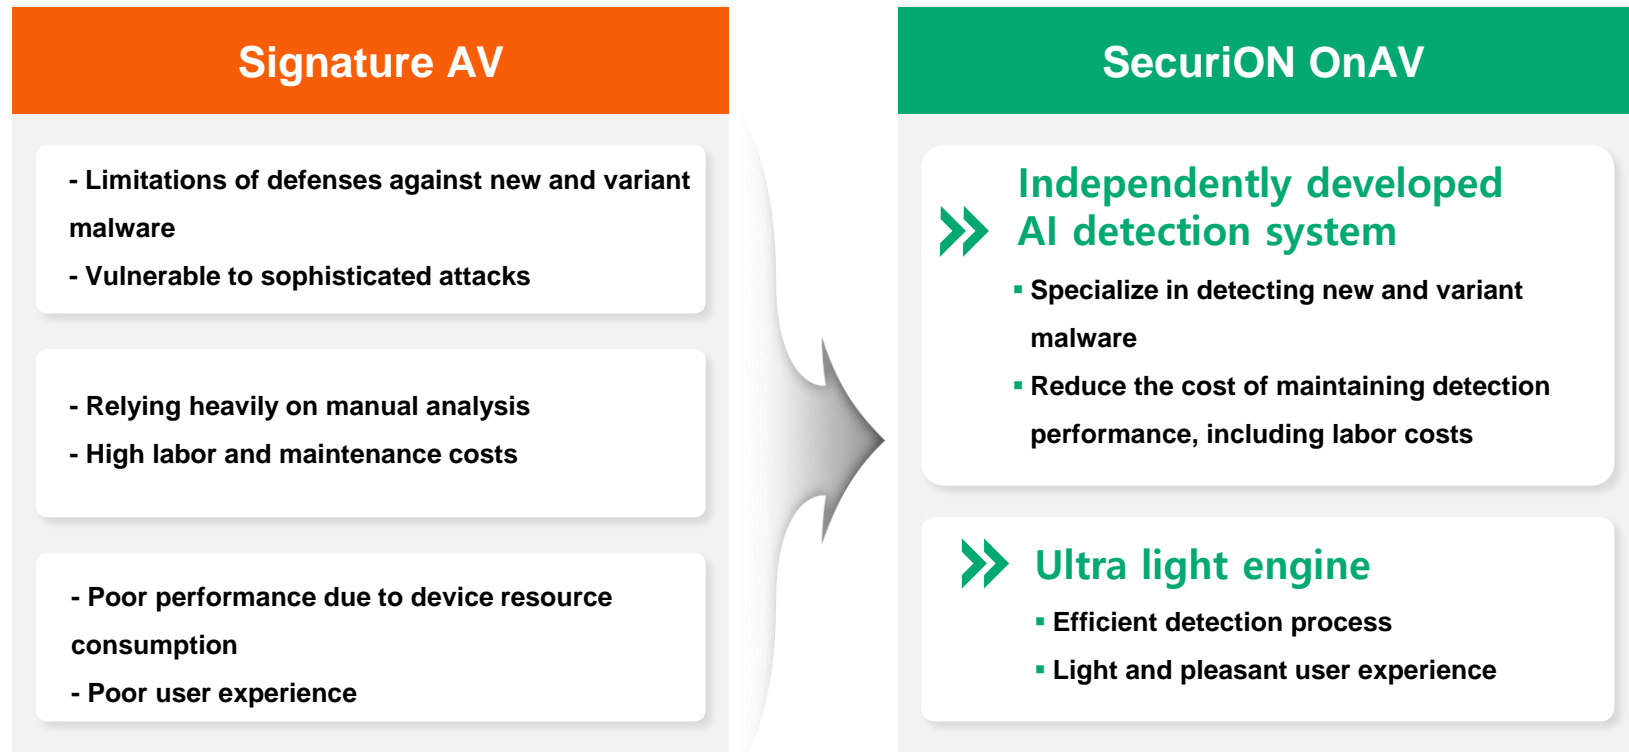 Signature AV
- Limitations of defenses against new and variant
malware
- Vulnerable to sophisticated attacks
- Relying heavily on manual analysis
- High labor and maintenance costs
- Poor performance due to device resource
consumption
- Poor user experience
SecuriON OnAV
Independently developed
AI detection system
▪ Specialize in detecting new and variant
malware
▪ Reduce the cost of maintaining detection
performance, including labor costs
Ultra light engine
▪ Efficient detection process
▪ Light and pleasant user experience